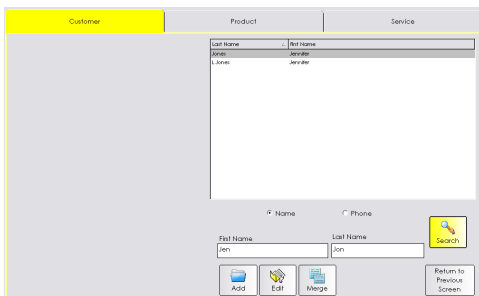 Customer Product Service
Last Name First Name
Jones Jennifer
L Jones Jennifer
Name Phone
First Name Last Name
Jen Jon
Search
Add Edit Merge
Return to
Previous
Screen